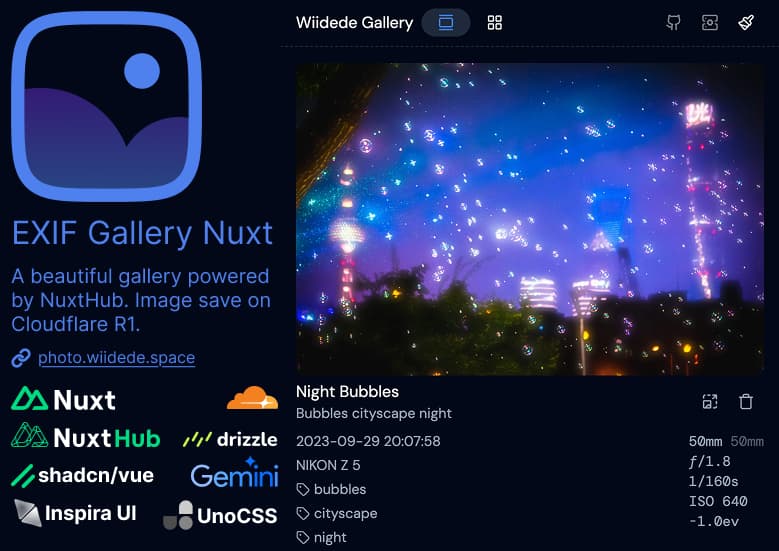 EXIF Gallery Nuxt
A beautiful gallery powered
by NuxtHub. Image save on
Cloudflare R1.
photo.wiidede.space
Nuxt
NuxtHub
drizzle
shadcn/vue
Gemini
Inspira UI
UnoCSS
Wiidede Gallery
Night Bubbles
Bubbles cityscape night
2023-09-29 20:07:58
NIKON Z 5
bubbles
cityscape
night
50mm 50mm
ƒ/1.8
1/160s
ISO 640
-1.0ev